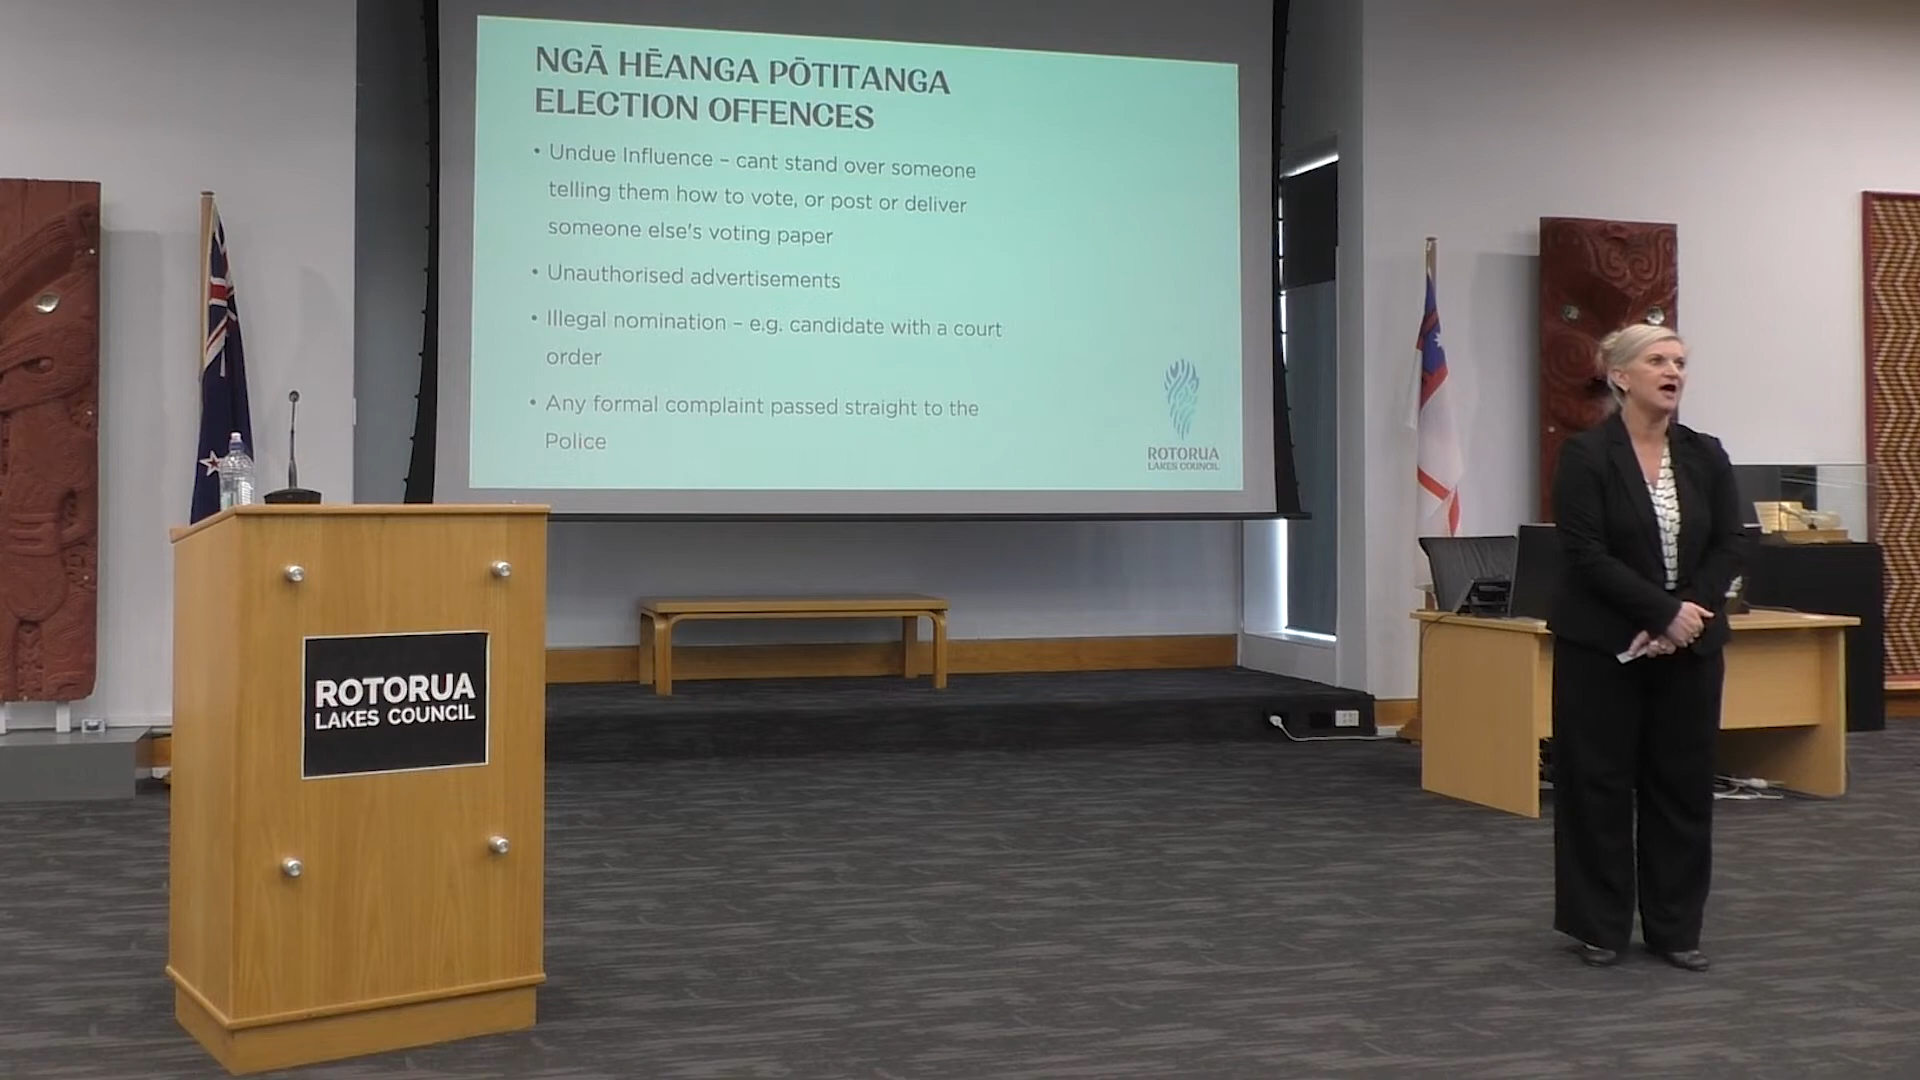 NGĀ HĒANGA PŌTITANGA
ELECTION OFFENCES
• Undue Influence – cant stand over someone
telling them how to vote, or post or deliver
someone else's voting paper
• Unauthorised advertisements
• Illegal nomination – e.g. candidate with a court
order
• Any formal complaint passed straight to the
Police
ROTORUA
LAKES COUNCIL
ROTORUA
LAKES COUNCIL